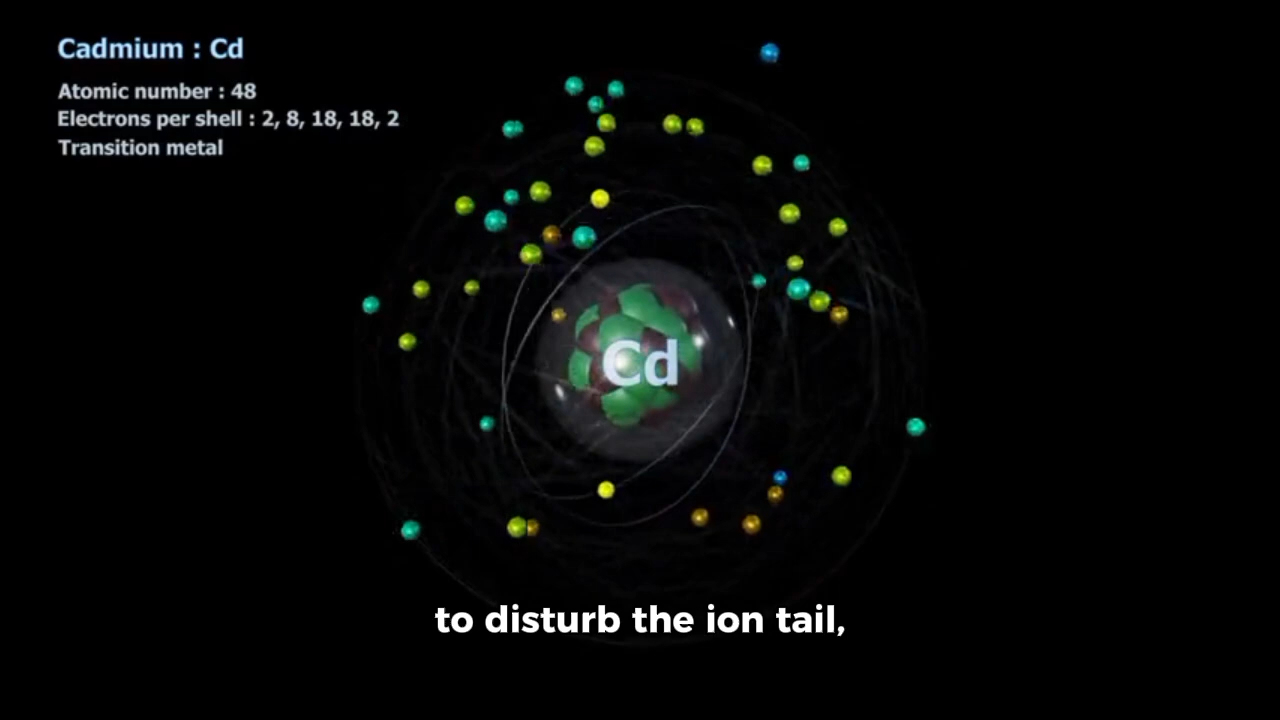 Cadmium : Cd
Atomic number : 48
Electrons per shell : 2, 8, 18, 18, 2
Transition metal
Cd
to disturb the ion tail,